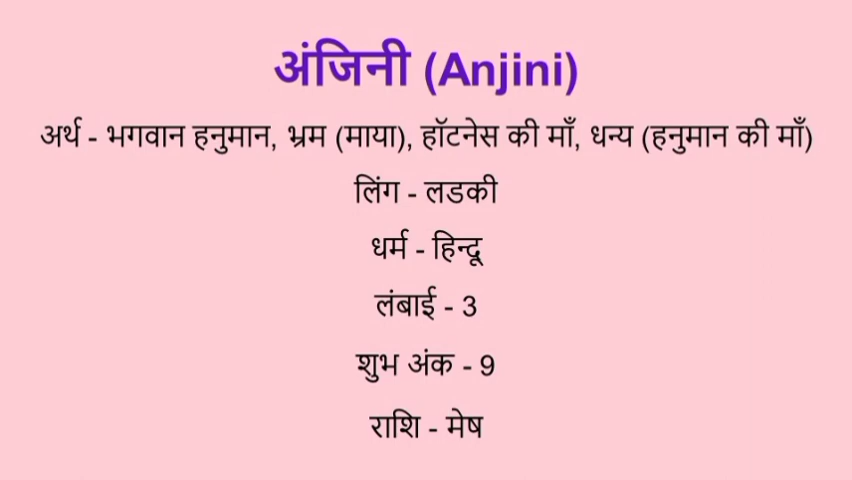 अंजिनी (Anjini)
अर्थ - भगवान हनुमान, भ्रम (माया), हॉटनेस की माँ, धन्य (हनुमान की माँ)
लिंग - लडकी
धर्म - हिन्दू
लंबाई - 3
शुभ अंक - 9
राशि - मेष